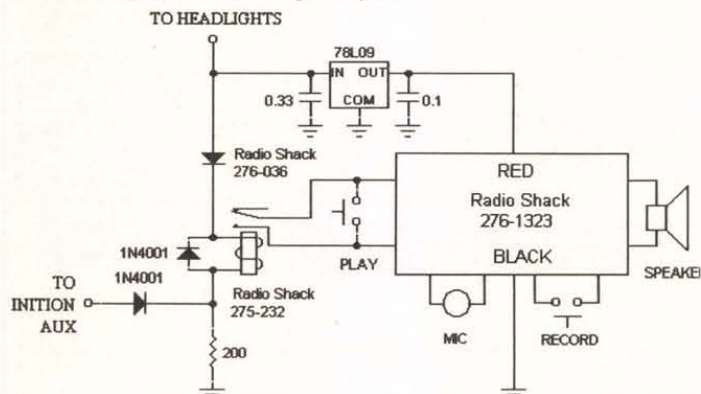 TO HEADLIGHTS
78L09
IN OUT
COM
0.33
0.1
Radio Shack
276-036
RED
Radio Shack
276-1323
BLACK
PLAY
SPEAKE
1N4001
1N4001
TO
INITION
AUX
Radio Shack
275-232
200
MIC
RECORD